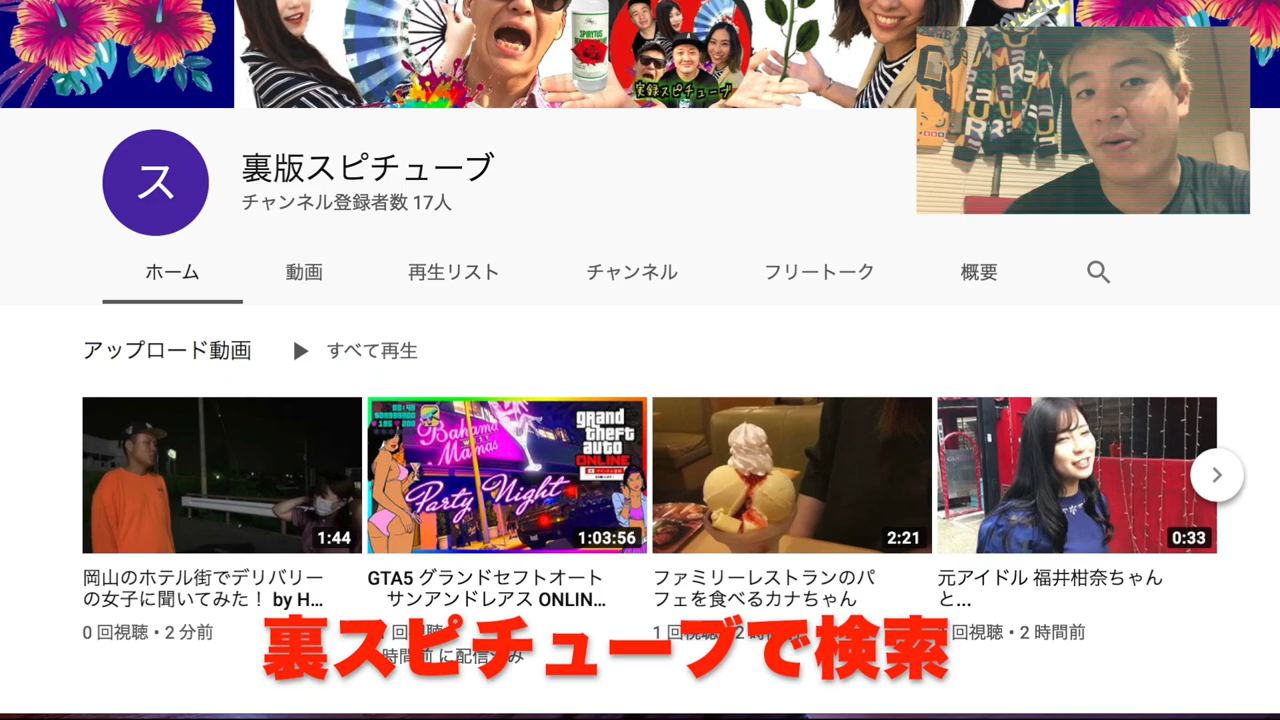 SPIRYTUS
実録スピチューブ
ス
裏版スピチューブ
チャンネル登録者数 17人
ホーム 動画 再生リスト チャンネル フリートーク 概要
アップロード動画 すべて再生
Bahama
Mamas
Party Night
grand
theft
auto
ONLINE
1:44
1:03:56
2:21
0:33
岡山のホテル街でデリバリー
の女子に聞いてみた！ by H...
0 回視聴・2 分前
GTA5 グランドセフトオート
サンアンドレアス ONLIN...
ファミリーレストランのパ
フェを食べるカナちゃん
元アイドル 福井柑奈ちゃん
と...
回視聴・2 時間前
裏スピチューブで検索